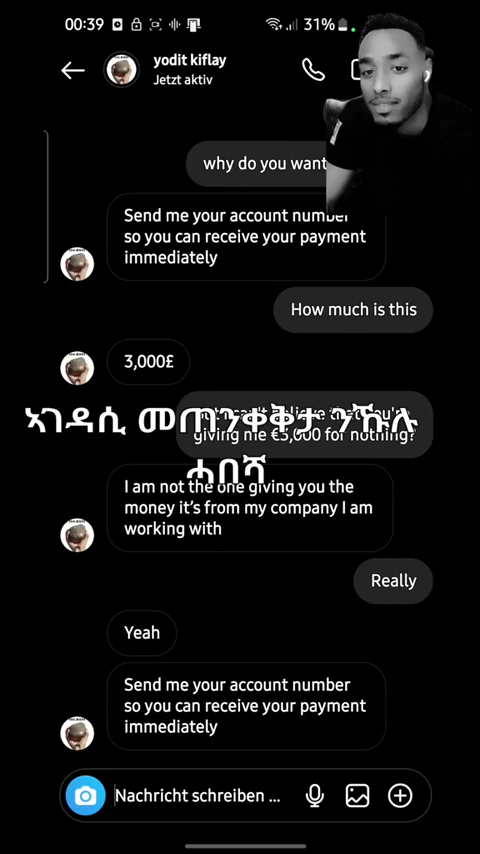 00:39
31%
yodit kiflay
Jetzt aktiv
why do you want
Send me your account number
so you can receive your payment
immediately
How much is this
3,000£
ኣገዳሲ መጠንቀቅታ ንኹሉ
ሓበሻ
giving me €3,000 for nothing?
I am not the one giving you the
money it's from my company I am
working with
Really
Yeah
Send me your account number
so you can receive your payment
immediately
Nachricht schreiben ...